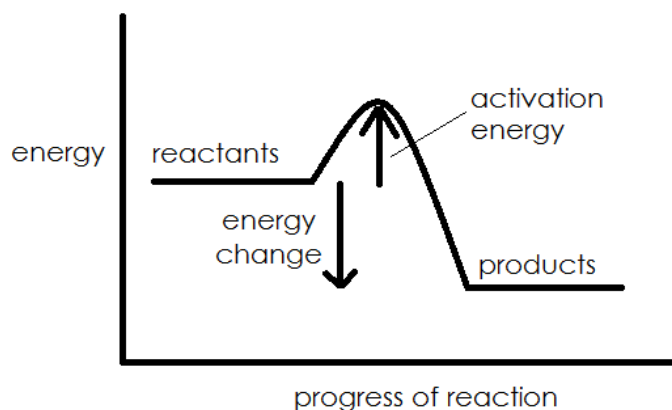 activation
energy
energy
reactants
energy
change
products
progress of reaction